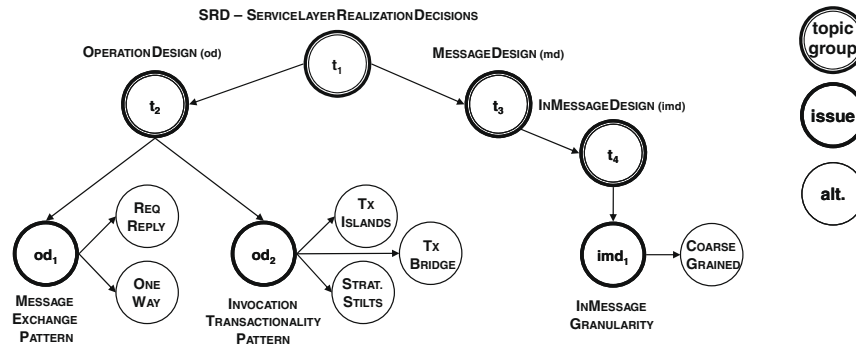 SRD – SERVICELAYERREALIZATIONDECISIONS
OPERATIONDESIGN (od)
MESSAGEDESIGN (md)
topic
group
t1
t2
t3
INMESSAGEDESIGN (imd)
t4
issue
alt.
REQ
REPLY
TX
ISLANDS
od1
od2
TX
BRIDGE
imd1
COARSE
GRAINED
ONE
WAY
STRAT.
STILTS
MESSAGE
EXCHANGE
PATTERN
INVOCATION
TRANSACTIONALITY
PATTERN
INMESSAGE
GRANULARITY